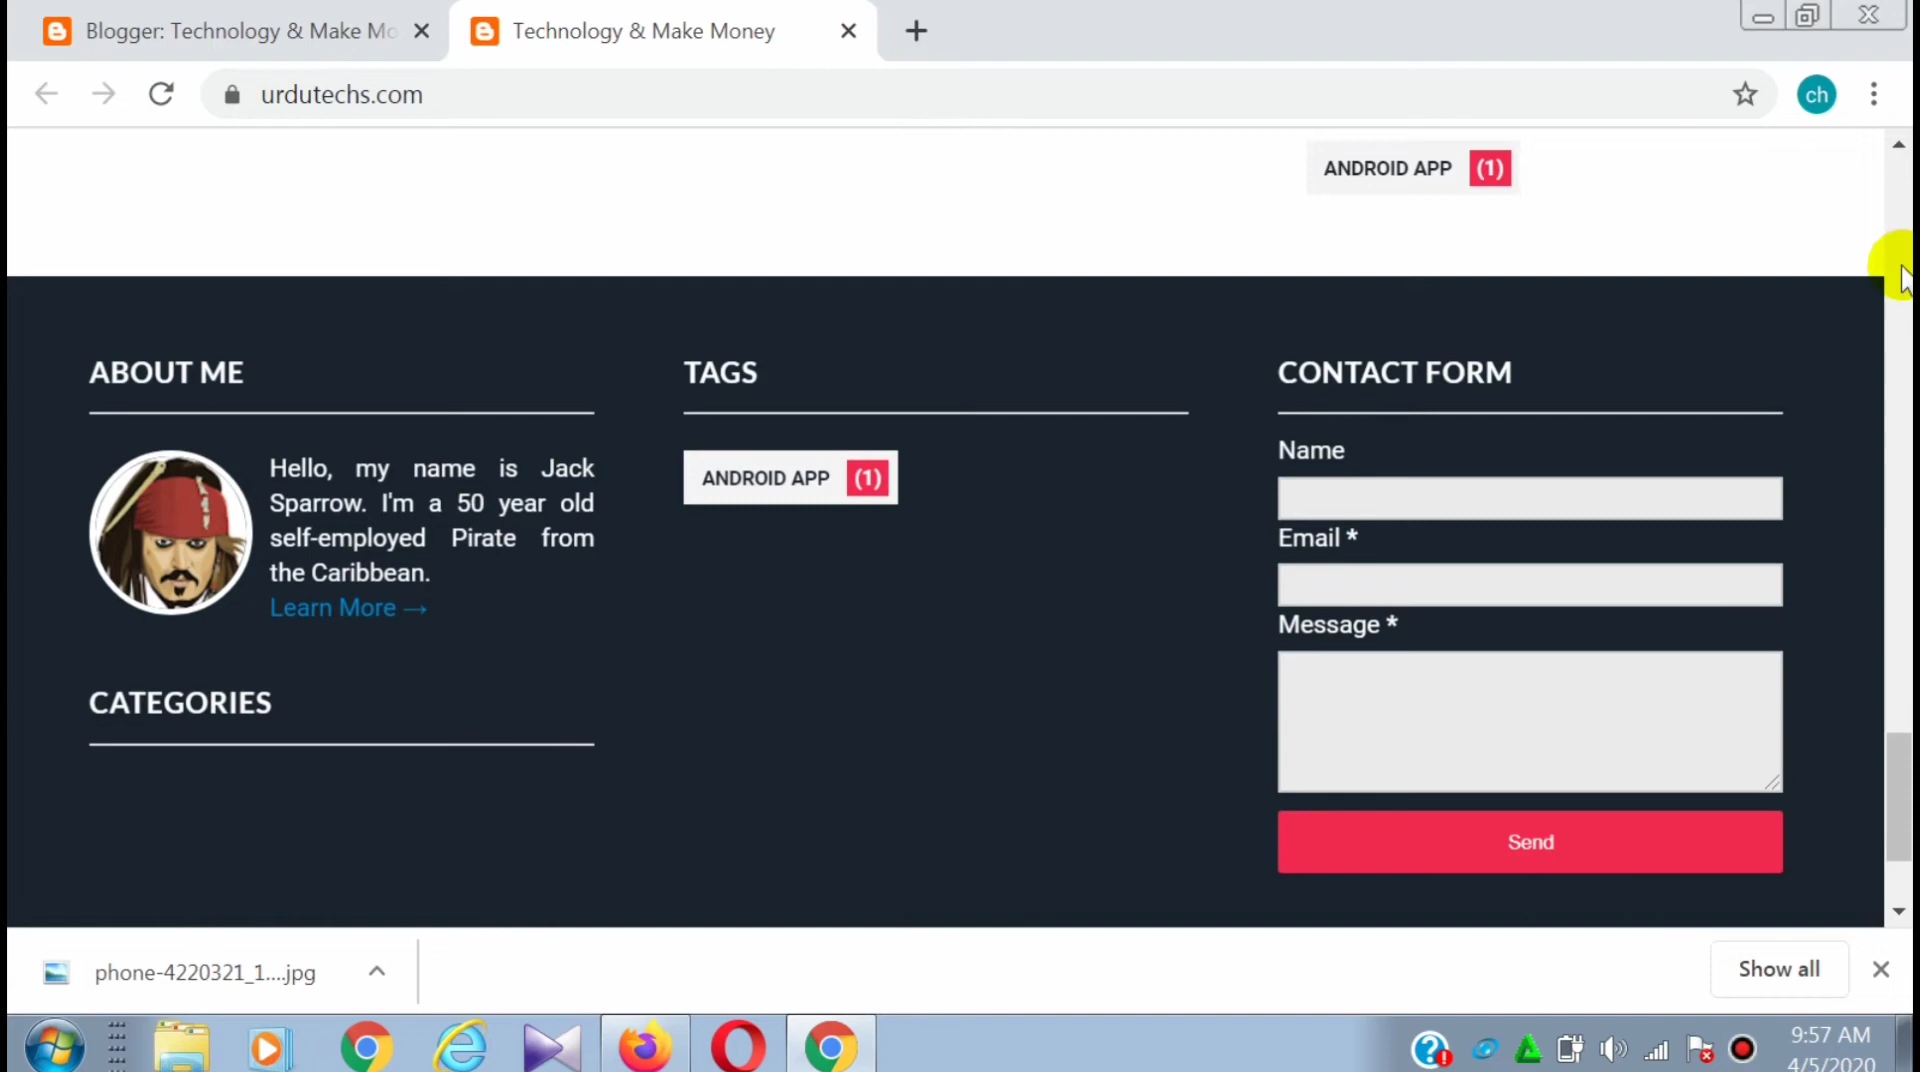 Blogger: Technology & Make Mo
Technology & Make Money
urdutechs.com
ch
ANDROID APP (1)
ABOUT ME
Hello, my name is Jack
Sparrow. I'm a 50 year old
self-employed Pirate from
the Caribbean.
Learn More →
CATEGORIES
TAGS
ANDROID APP (1)
CONTACT FORM
Name
Email *
Message *
Send
phone-4220321_1....jpg
Show all
9:57 AM
4/5/2020